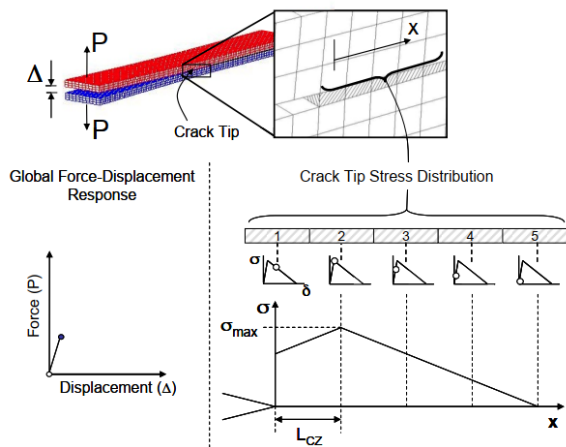 P
Δ
P
Crack Tip
X
Global Force-Displacement
Response
Crack Tip Stress Distribution
1 2 3 4 5
σ
δ
σ
σmax
Force (P)
Displacement (Δ)
x
LCZ